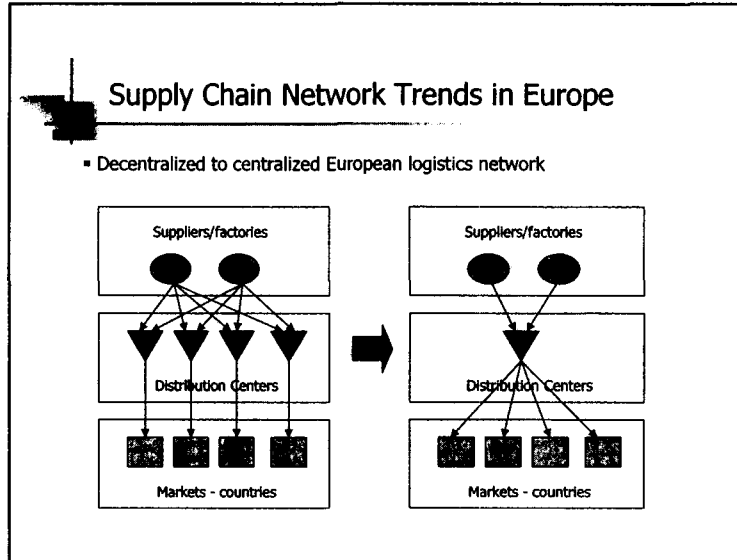 Supply Chain Network Trends in Europe
▪ Decentralized to centralized European logistics network
Suppliers/factories
Distribution Centers
Markets - countries
Suppliers/factories
Distribution Centers
Markets - countries